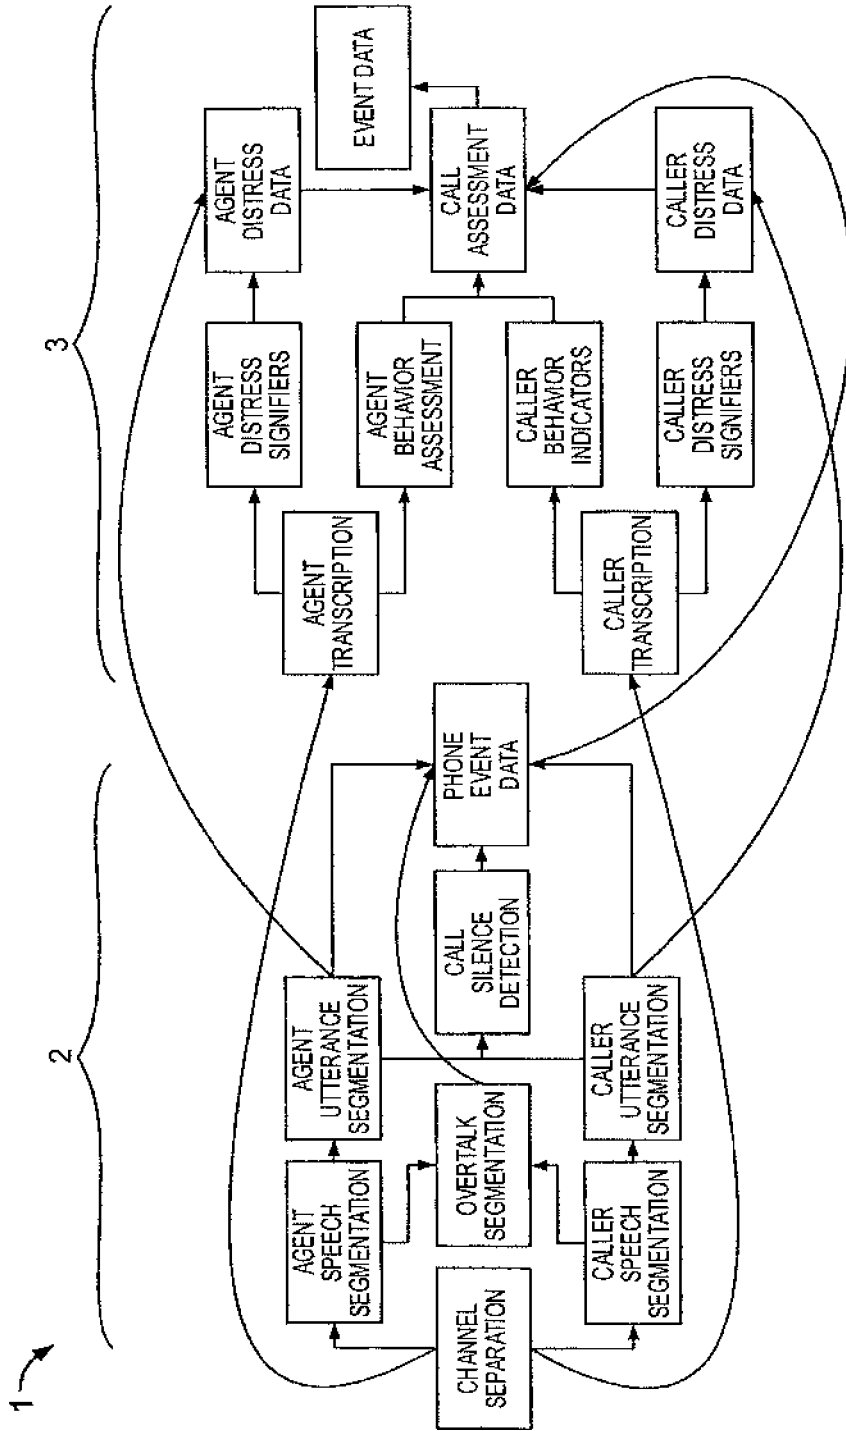 1
2
3
CHANNEL
SEPARATION
AGENT
SPEECH
SEGMENTATION
OVERTALK
SEGMENTATION
CALLER
SPEECH
SEGMENTATION
AGENT
UTTERANCE
SEGMENTATION
CALLER
UTTERANCE
SEGMENTATION
CALL
SILENCE
DETECTION
PHONE
EVENT
DATA
AGENT
TRANSCRIPTION
CALLER
TRANSCRIPTION
AGENT
DISTRESS
SIGNIFIERS
AGENT
BEHAVIOR
ASSESSMENT
CALLER
BEHAVIOR
INDICATORS
CALLER
DISTRESS
SIGNIFIERS
AGENT
DISTRESS
DATA
CALL
ASSESSMENT
DATA
CALLER
DISTRESS
DATA
EVENT DATA